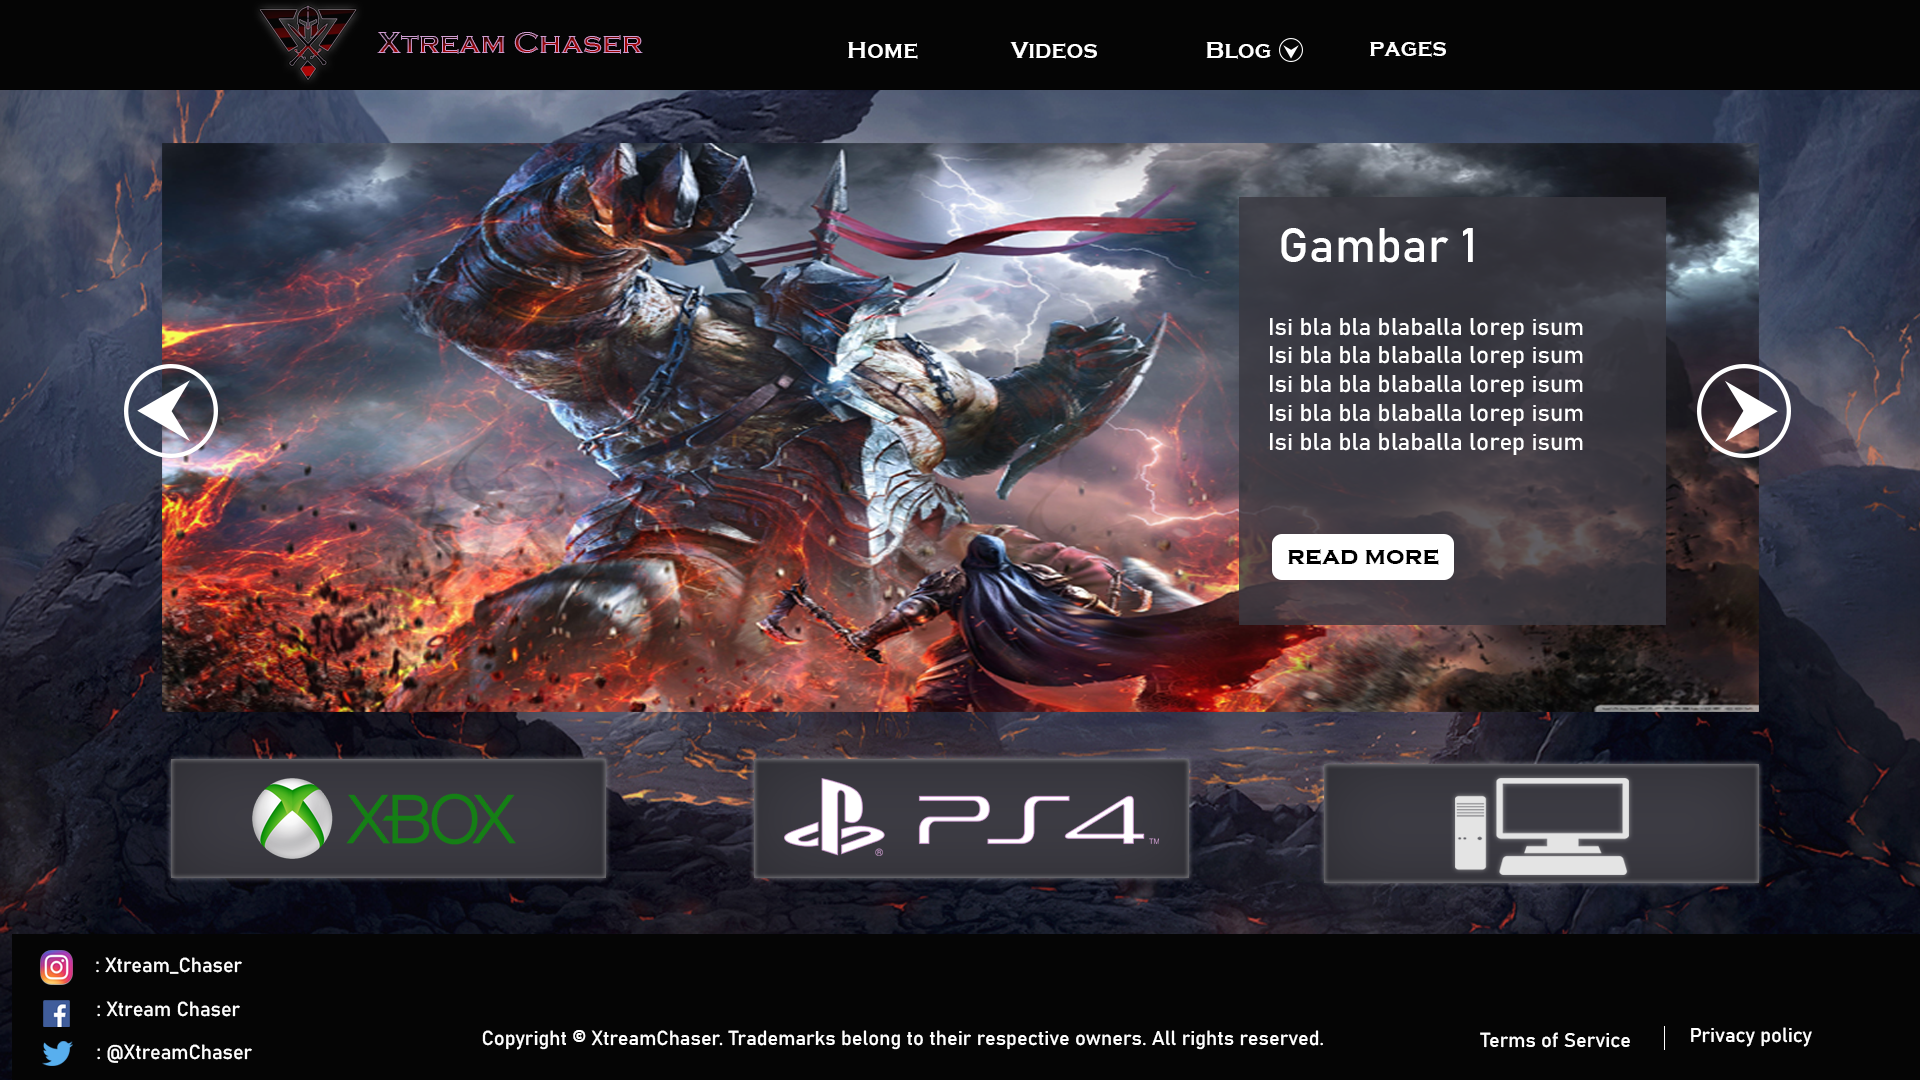 Xtream Chaser
Home
Videos
Blog
PAGES
Gambar 1
Isi bla bla blaballa lorep isum
Isi bla bla blaballa lorep isum
Isi bla bla blaballa lorep isum
Isi bla bla blaballa lorep isum
Isi bla bla blaballa lorep isum
READ MORE
XBOX
® PS4 ™
: Xtream_Chaser
: Xtream Chaser
: @XtreamChaser
Copyright © XtreamChaser. Trademarks belong to their respective owners. All rights reserved.
Terms of Service
Privacy policy